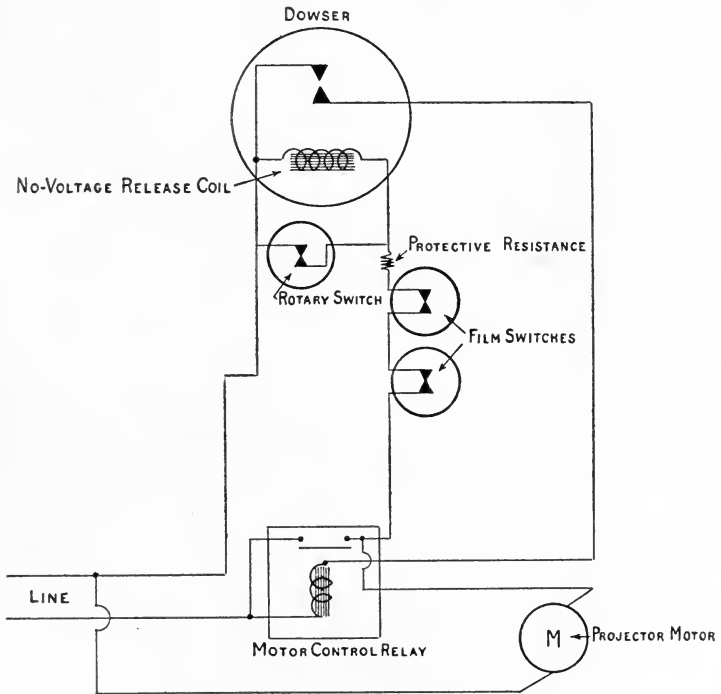 DOWSER
NO-VOLTAGE RELEASE COIL
PROTECTIVE RESISTANCE
ROTARY SWITCH
FILM SWITCHES
LINE
M
PROJECTOR MOTOR
MOTOR CONTROL RELAY